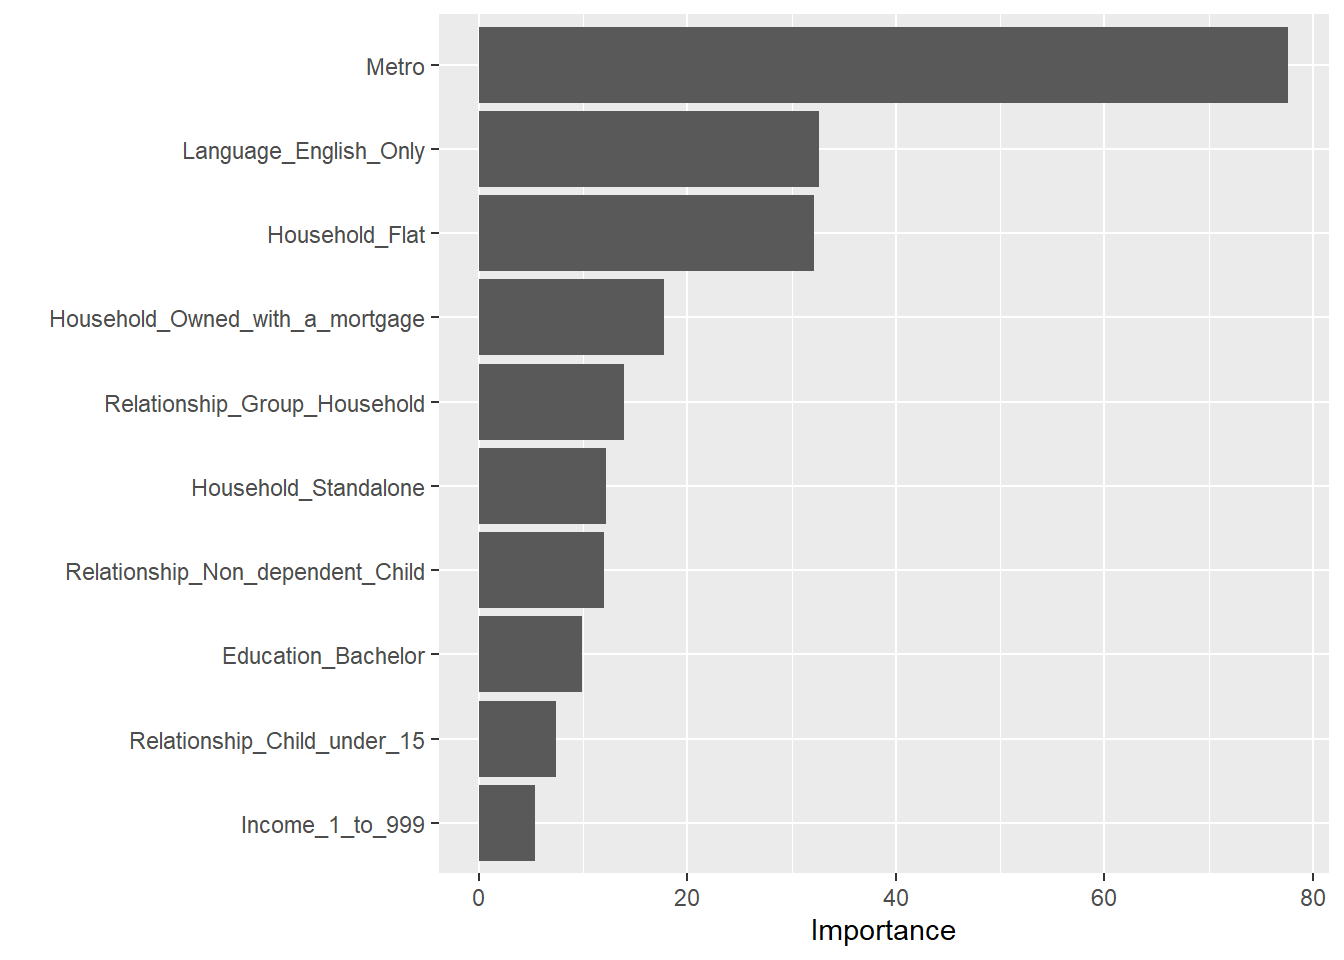 Metro
Language_English_Only
Household_Flat
Household_Owned_with_a_mortgage
Relationship_Group_Household
Household_Standalone
Relationship_Non_dependent_Child
Education_Bachelor
Relationship_Child_under_15
Income_1_to_999
0 20 40 60 80
Importance